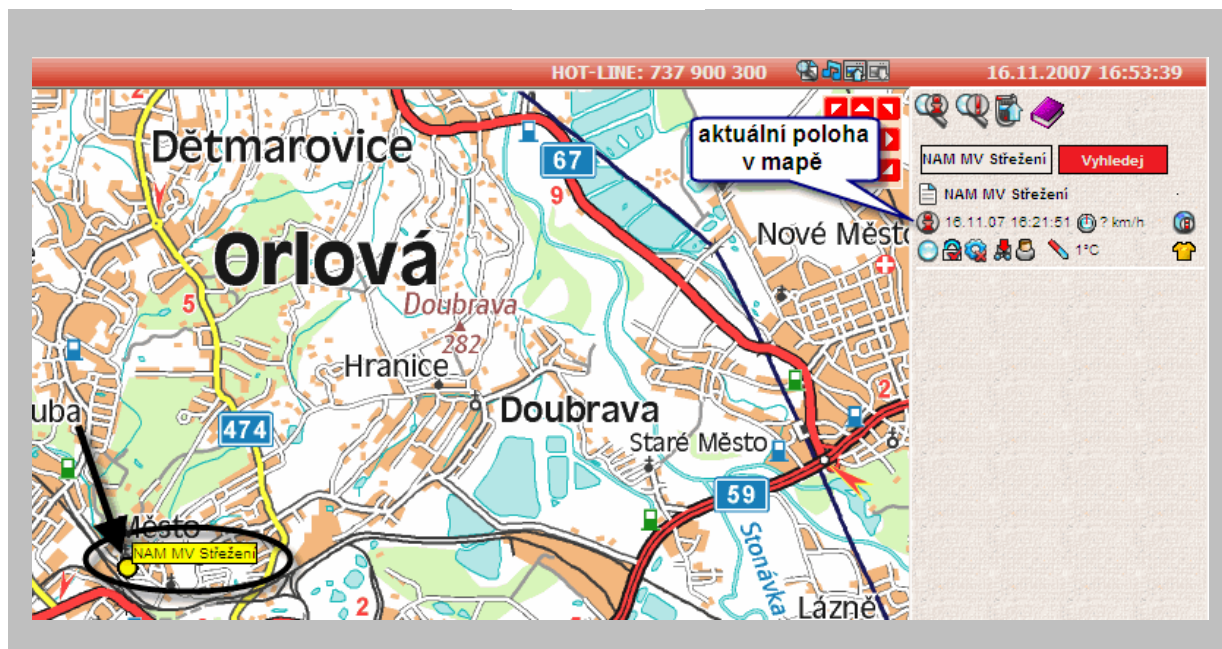 HOT-LINE: 737 900 300
16.11.2007 16:53:39
2
Dětmarovice
67
9
aktuální poloha
v mapě
NAM MV Střežení
Vyhledej
NAM MV Střežení
16.11.07 16:21:51 ? km/h
1°C
Nové Město
Orlová
5
Doubrava
282
Hranice
2
uba
474
Doubrava
Staré Město
59
Město
NAM MV Střežení
Stonávka
2
Lázně